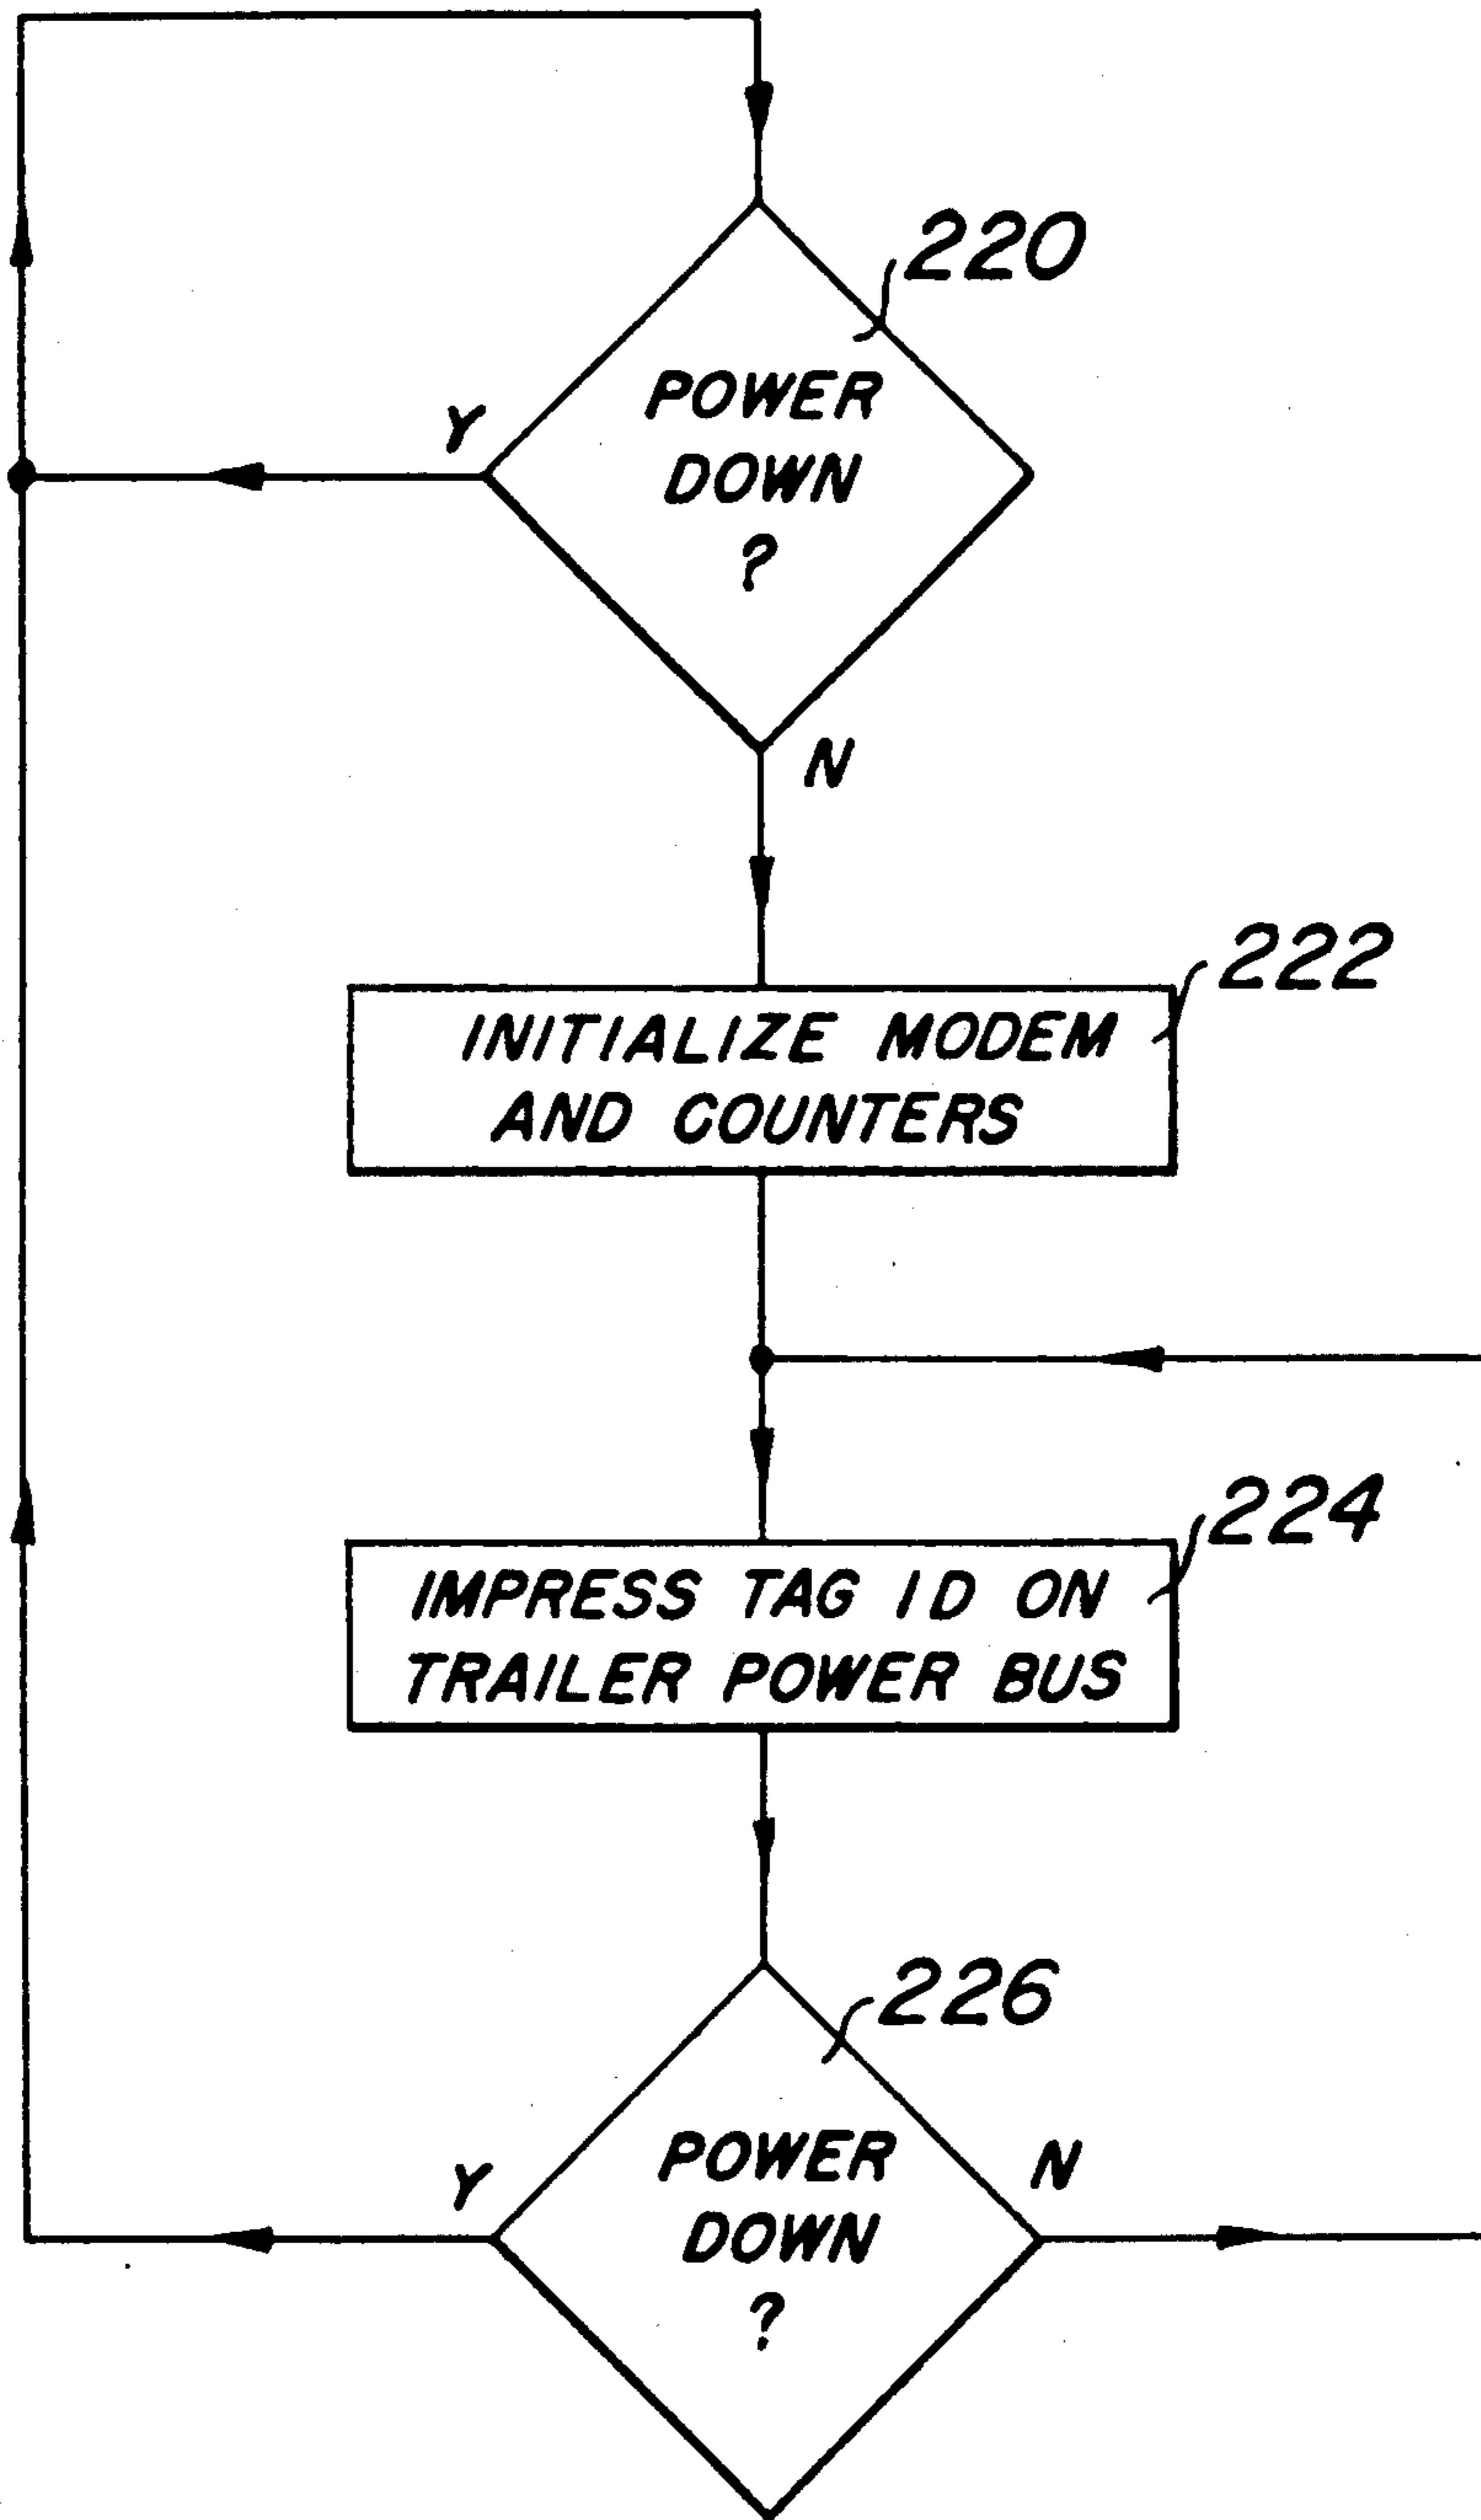 220
POWER
DOWN
?
Y
N
222
INITIALIZE MODEM
AND COUNTERS
224
IMPRESS TAG ID ON
TRAILER POWER BUS
226
POWER
DOWN
?
Y
N